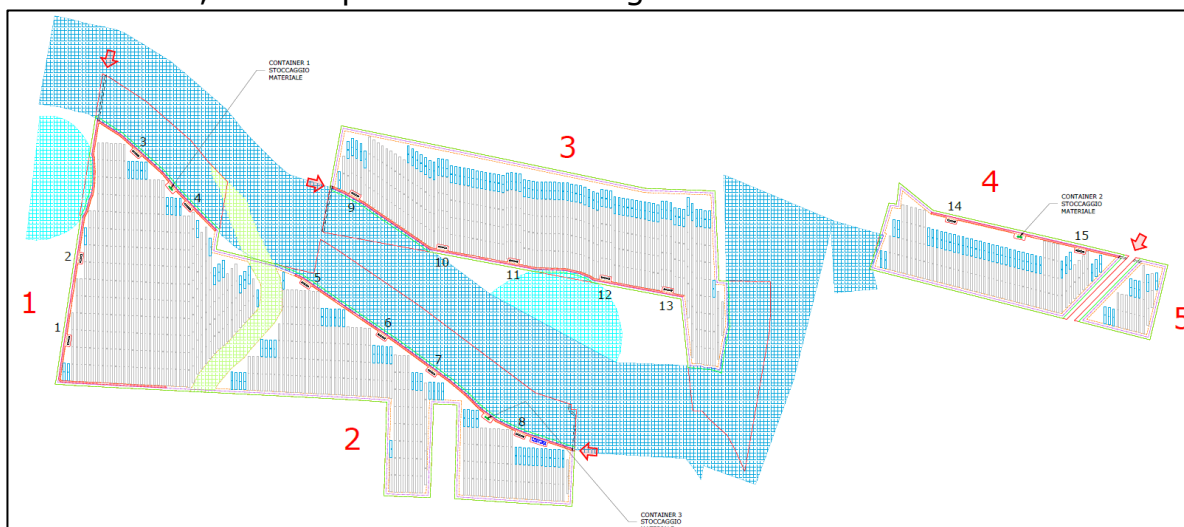 CONTAINER 1
STOCCAGGIO
MATERIALE
3
4
3
CONTAINER 2
STOCCAGGIO
MATERIALE
4
9
14
15
2
10
11
1
5
12
13
5
1
6
7
2
8
CONTAINER 3
STOCCAGGIO